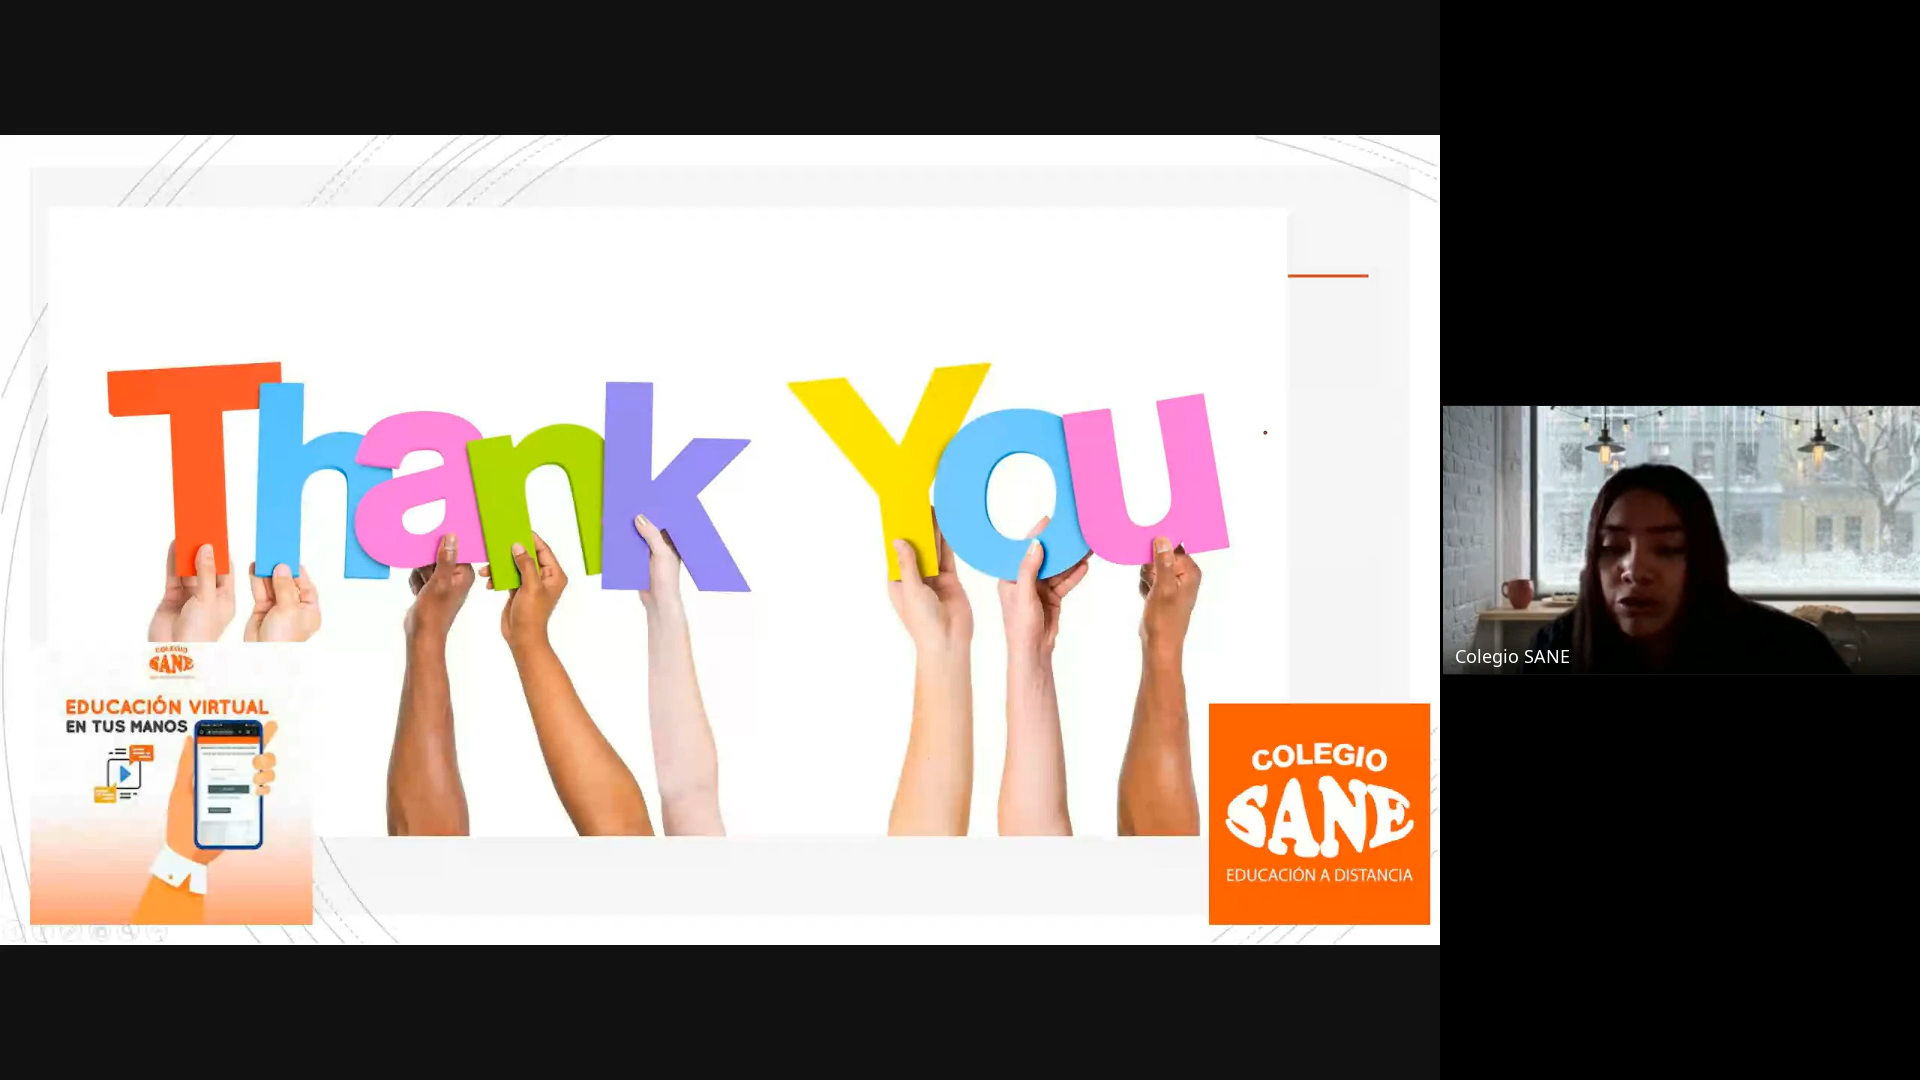 Thank You
COLEGIO
SANE
EDUCACIÓN VIRTUAL
EN TUS MANOS
COLEGIO
SANE
EDUCACIÓN A DISTANCIA
Colegio SANE